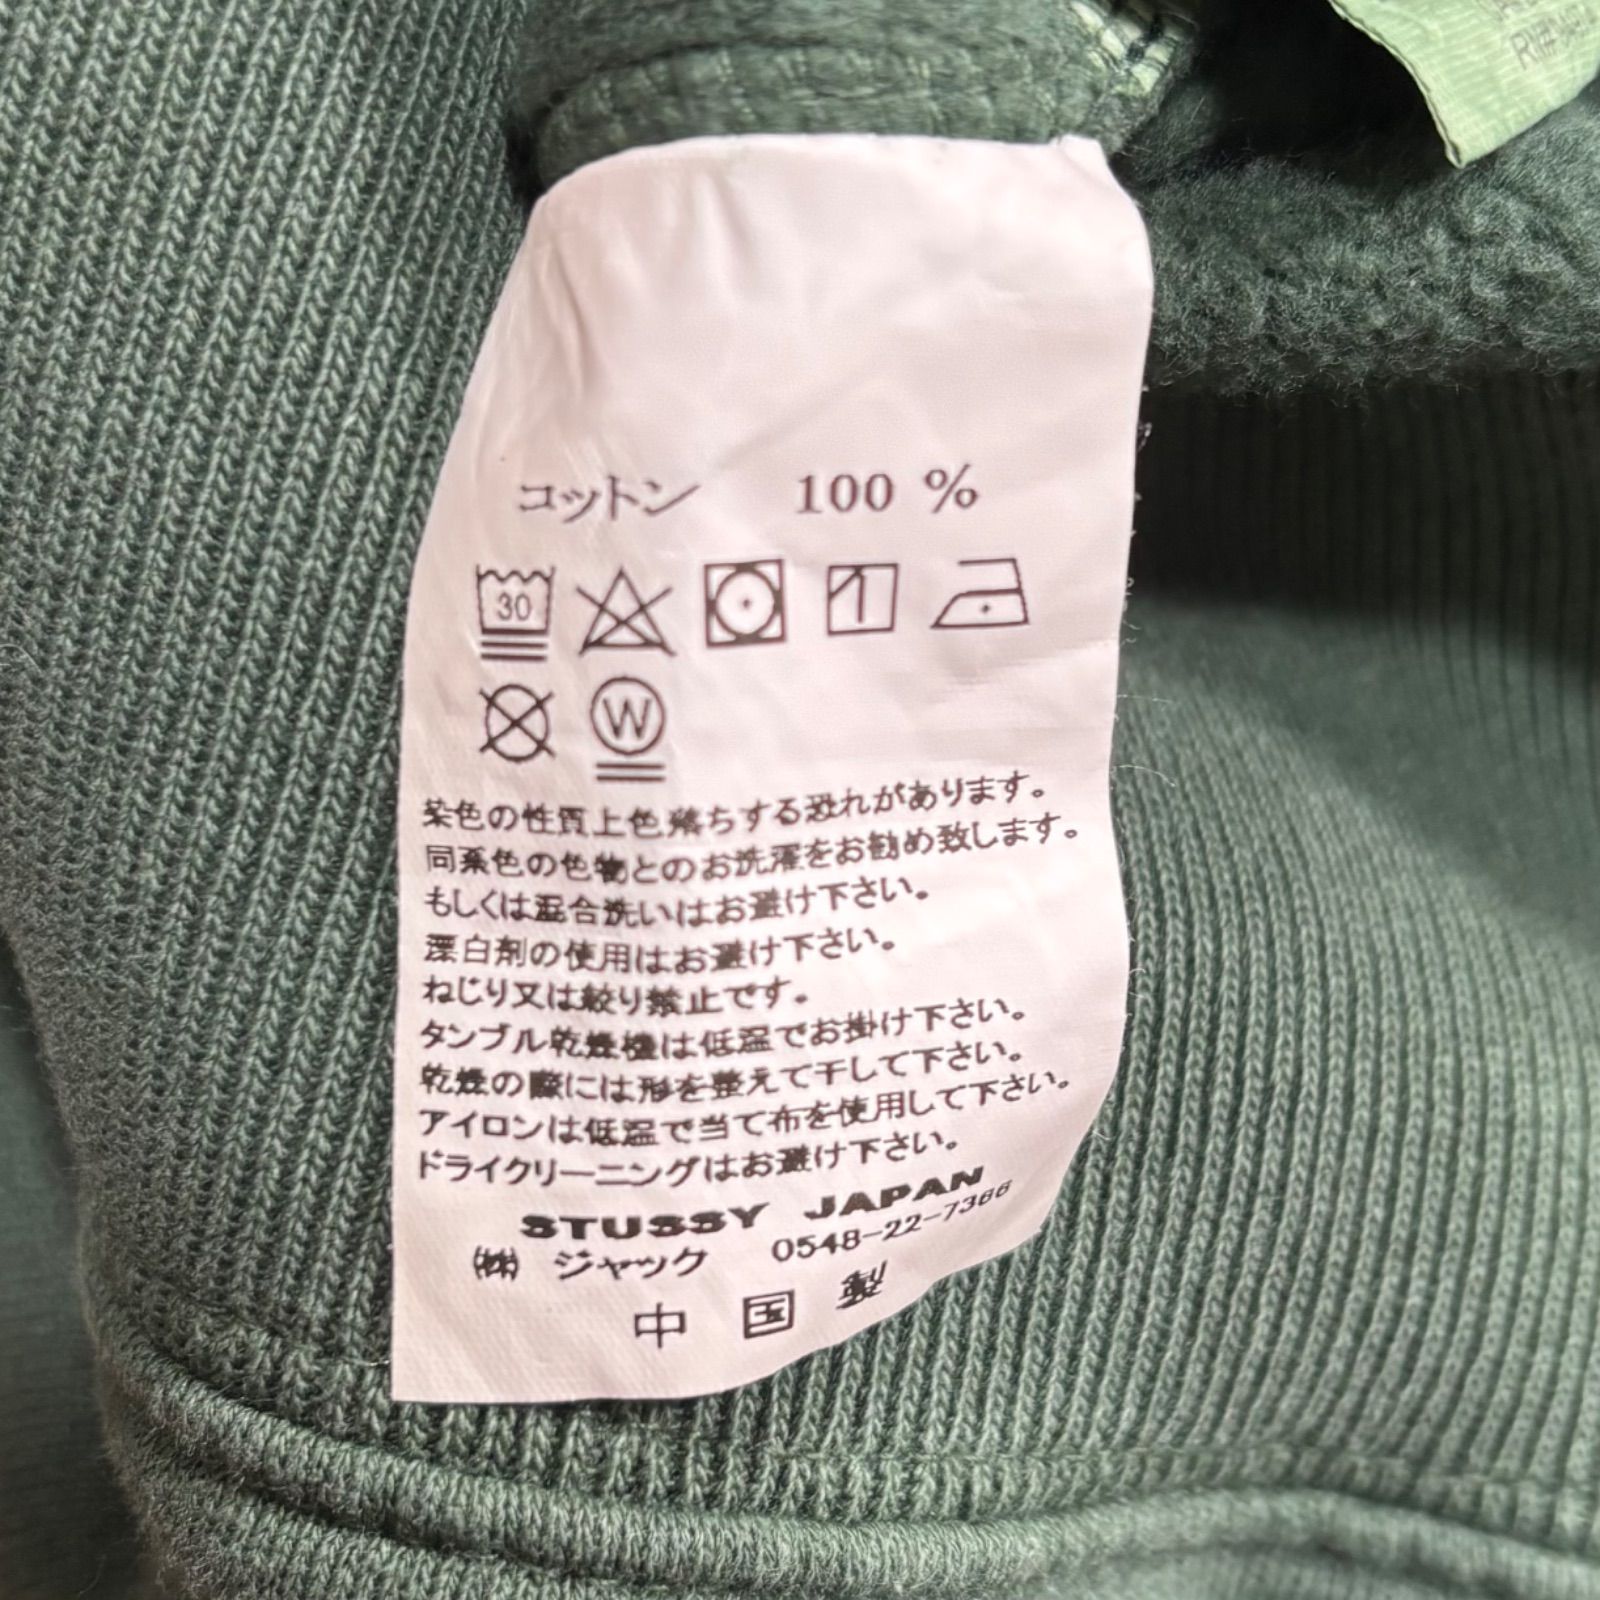 コットン 100 %
30
W
染色の性質上色落ちする恐れがあります。
同系色の色物とのお洗濯をお勧め致します。
もしくは混合洗いはお避け下さい。
漂白剤の使用はお避け下さい。
ねじり又は絞り禁止です。
タンブル乾燥機は低温でお掛け下さい。
乾燥の際には形を整えて干して下さい。
アイロンは低温で当て布を使用して下さい。
ドライクリーニングはお避け下さい。
STUSSY JAPAN
㈱ ジャック 0548-22-7366
中国製